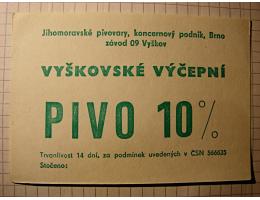 Jihomoravské pivovary, koncernový podnik, Brno
závod 09 Vyškov
VYŠKOVSKÉ VÝČEPNÍ
PIVO 10%
Trvanlivost 14 dní, za podmínek uvedených v ČSN 566635
Stočeno: